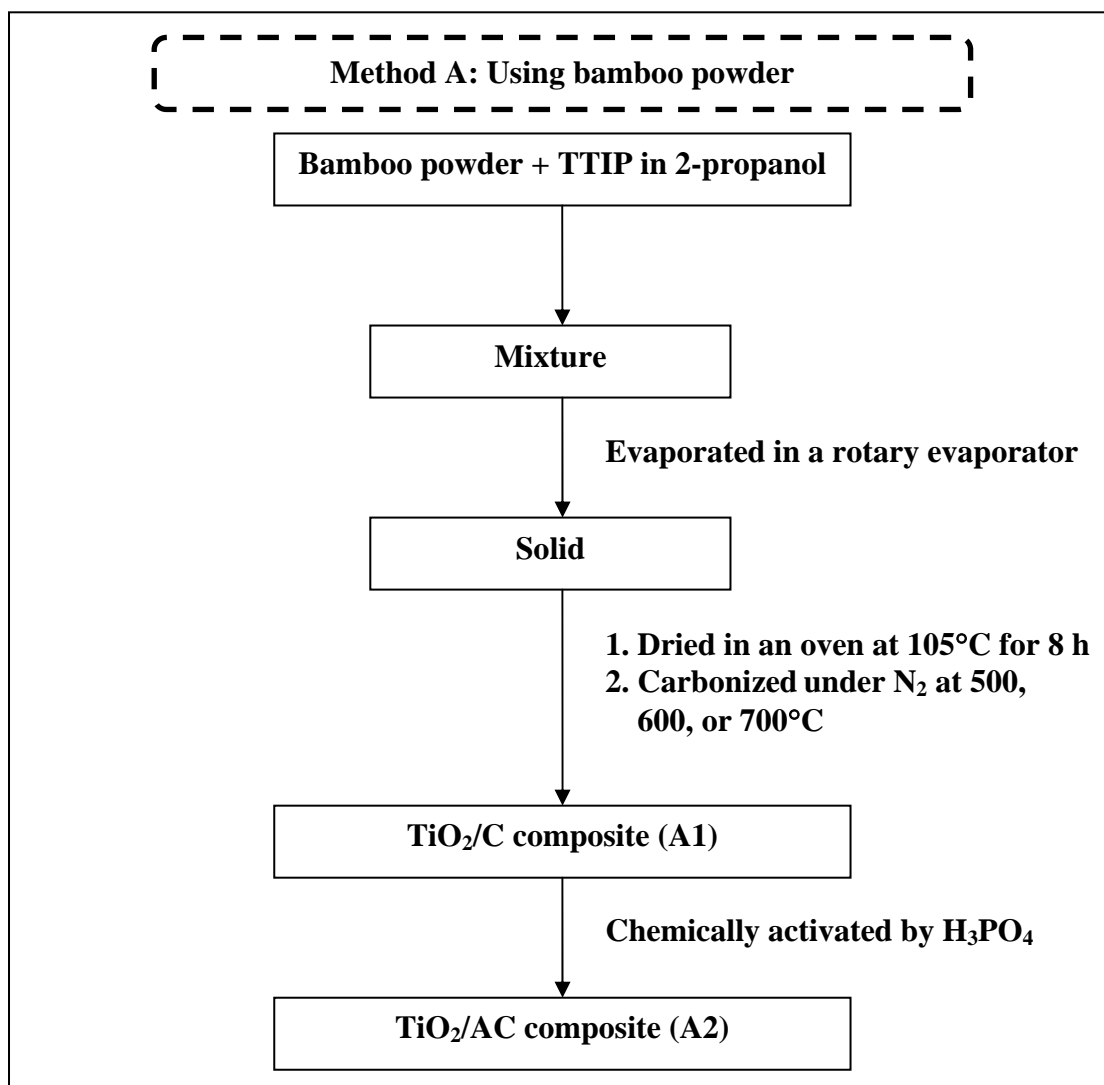 Method A: Using bamboo powder
Bamboo powder + TTIP in 2-propanol
Mixture
Evaporated in a rotary evaporator
Solid
1. Dried in an oven at 105°C for 8 h
2. Carbonized under N₂ at 500,
600, or 700°C
TiO₂/C composite (A1)
Chemically activated by H₃PO₄
TiO₂/AC composite (A2)